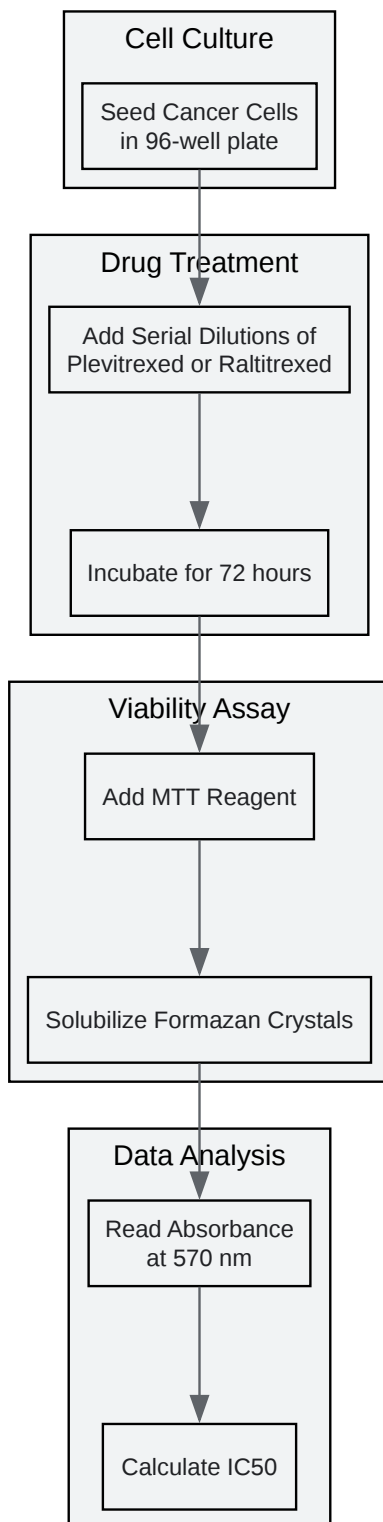 Cell Culture
Seed Cancer Cells
in 96-well plate
Drug Treatment
Add Serial Dilutions of
Plevitrexed or Raltitrexed
Incubate for 72 hours
Viability Assay
Add MTT Reagent
Solubilize Formazan Crystals
Data Analysis
Read Absorbance
at 570 nm
Calculate IC50